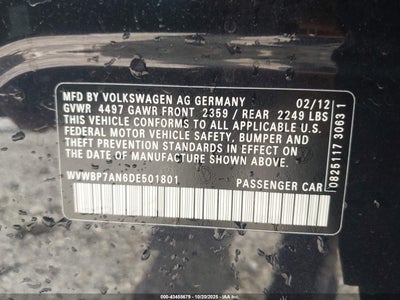 MFD BY VOLKSWAGEN AG GERMANY 02/12
GVWR 4497 GAWR FRONT 2359 / REAR 2249 LBS
THIS VEHICLE CONFORMS TO ALL APPLICABLE U.S.
FEDERAL MOTOR VEHICLE SAFETY, BUMPER AND
THEFT PREVENTION STANDARDS IN EFFECT ON THE
DATE OF MANUFACTURE SHOWN ABOVE.
WVWBP7AN6DE501801 PASSENGER CAR
0825117 3063 1
000-43455679 - 10/20/2025 - IAAI.COM